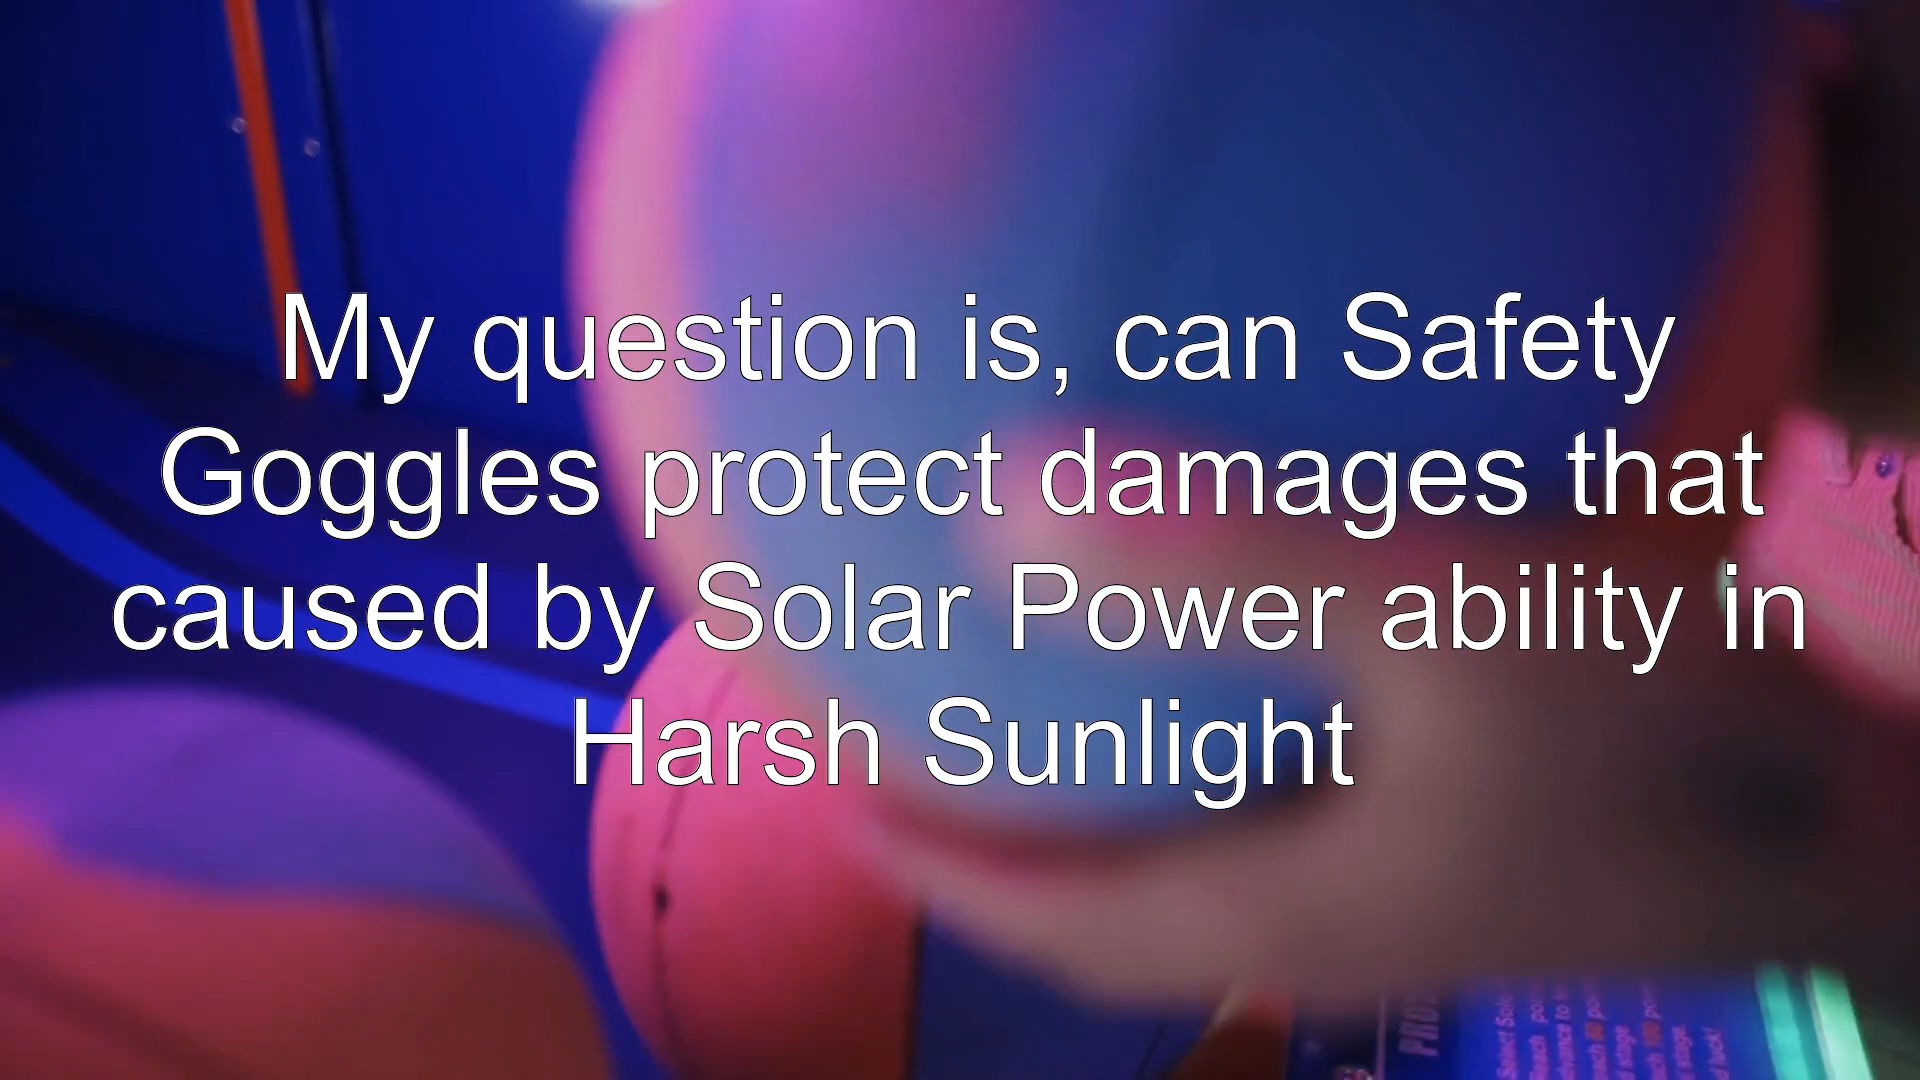 My question is, can Safety
Goggles protect damages that
caused by Solar Power ability in
Harsh Sunlight